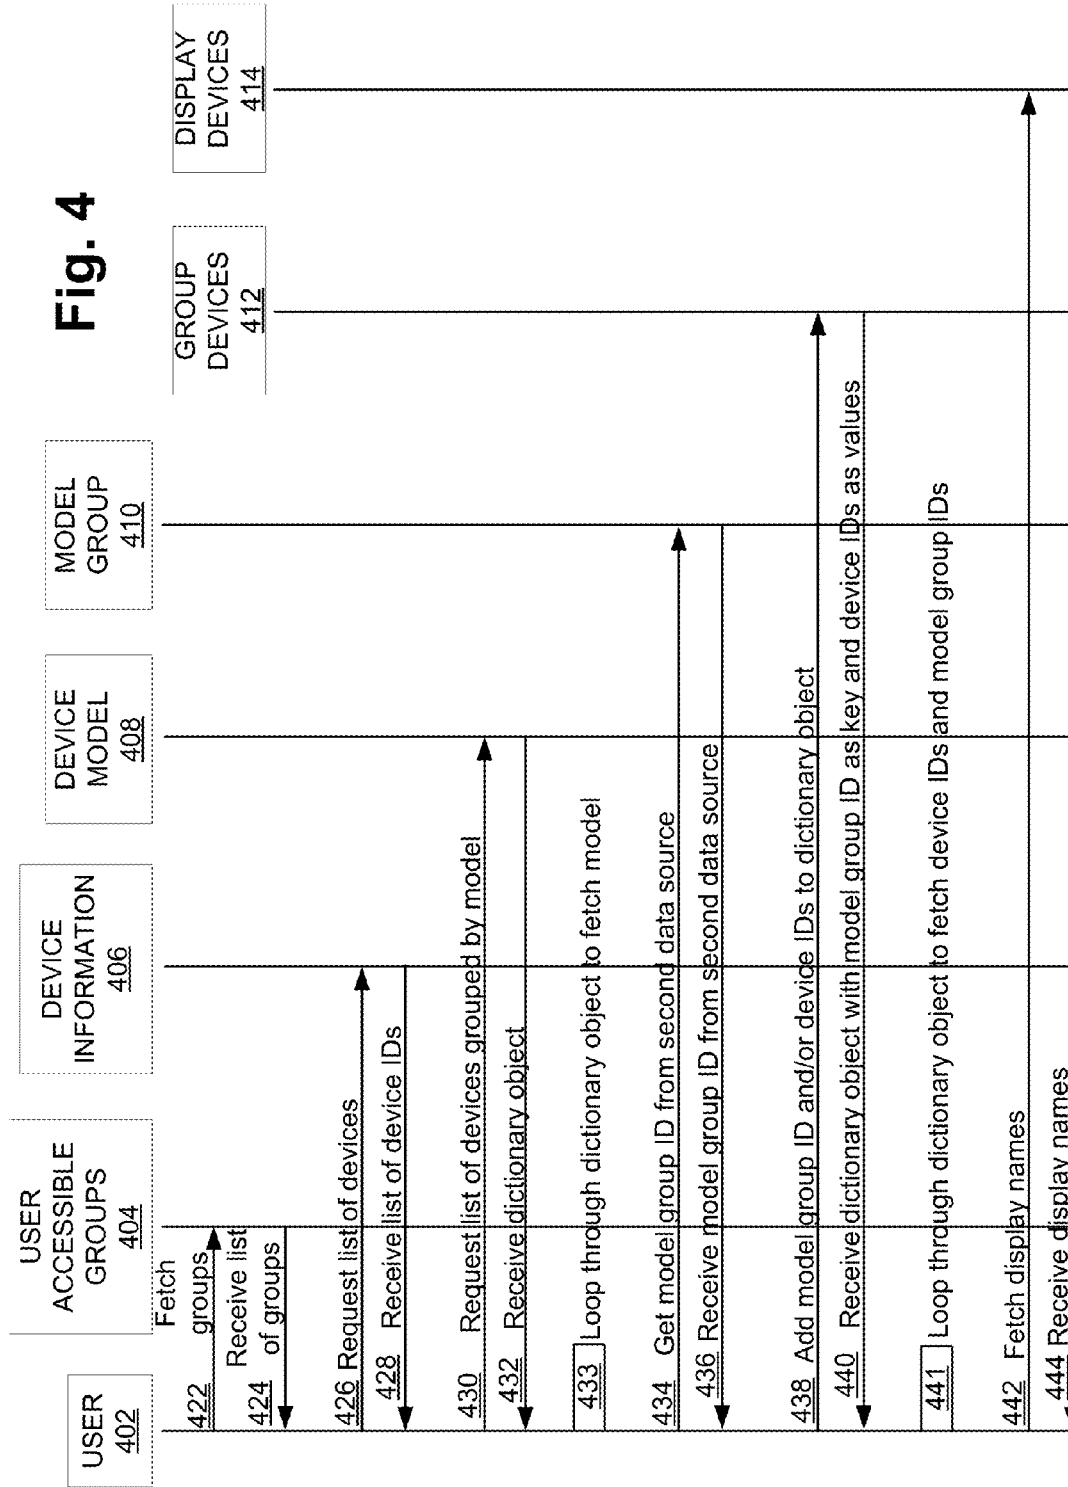 Fig. 4
USER
402
USER
ACCESSIBLE
GROUPS
404
DEVICE
INFORMATION
406
DEVICE
MODEL
408
MODEL
GROUP
410
GROUP
DEVICES
412
DISPLAY
DEVICES
414
Fetch
groups
422
Receive list
of groups
424
426 Request list of devices
428 Receive list of device IDs
430 Request list of devices grouped by model
432 Receive dictionary object
433 Loop through dictionary object to fetch model
434 Get model group ID from second data source
436 Receive model group ID from second data source
438 Add model group ID and/or device IDs to dictionary object
440 Receive dictionary object with model group ID as key and device IDs as values
441 Loop through dictionary object to fetch device IDs and model group IDs
442 Fetch display names
444 Receive display names